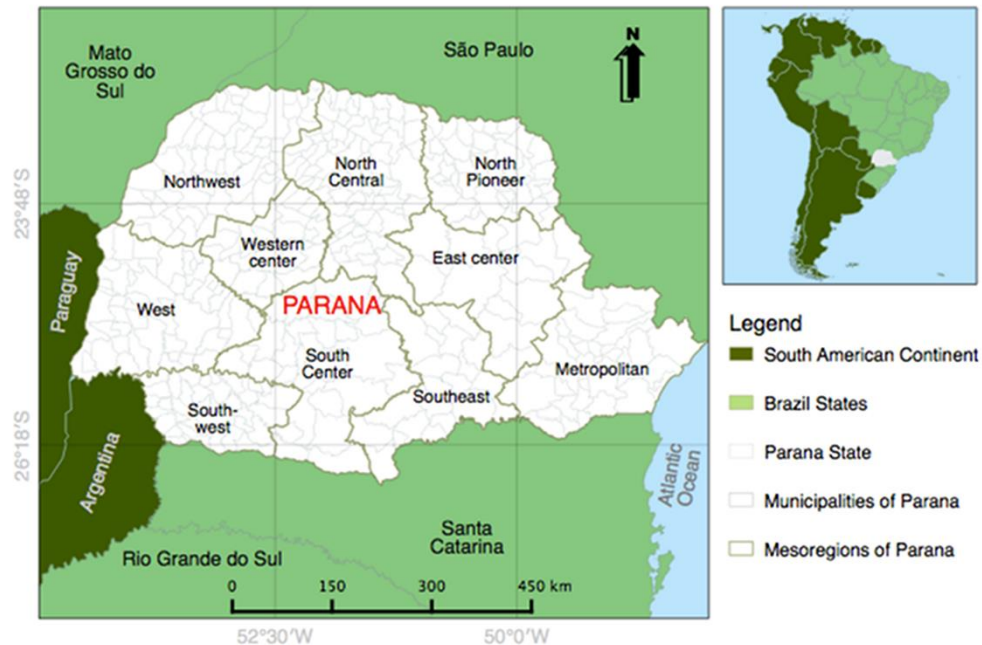 Mato
Grosso do
Sul
São Paulo
N
Northwest
North
Central
North
Pioneer
23°48'S
Western
center
East center
Paraguay
West
PARANA
South
Center
Metropolitan
Southeast
South-
west
26°18'S
Argentina
Atlantic
Ocean
Santa
Catarina
Rio Grande do Sul
0 150 300 450 km
52°30'W
50°0'W
Legend
South American Continent
Brazil States
Parana State
Municipalities of Parana
Mesoregions of Parana